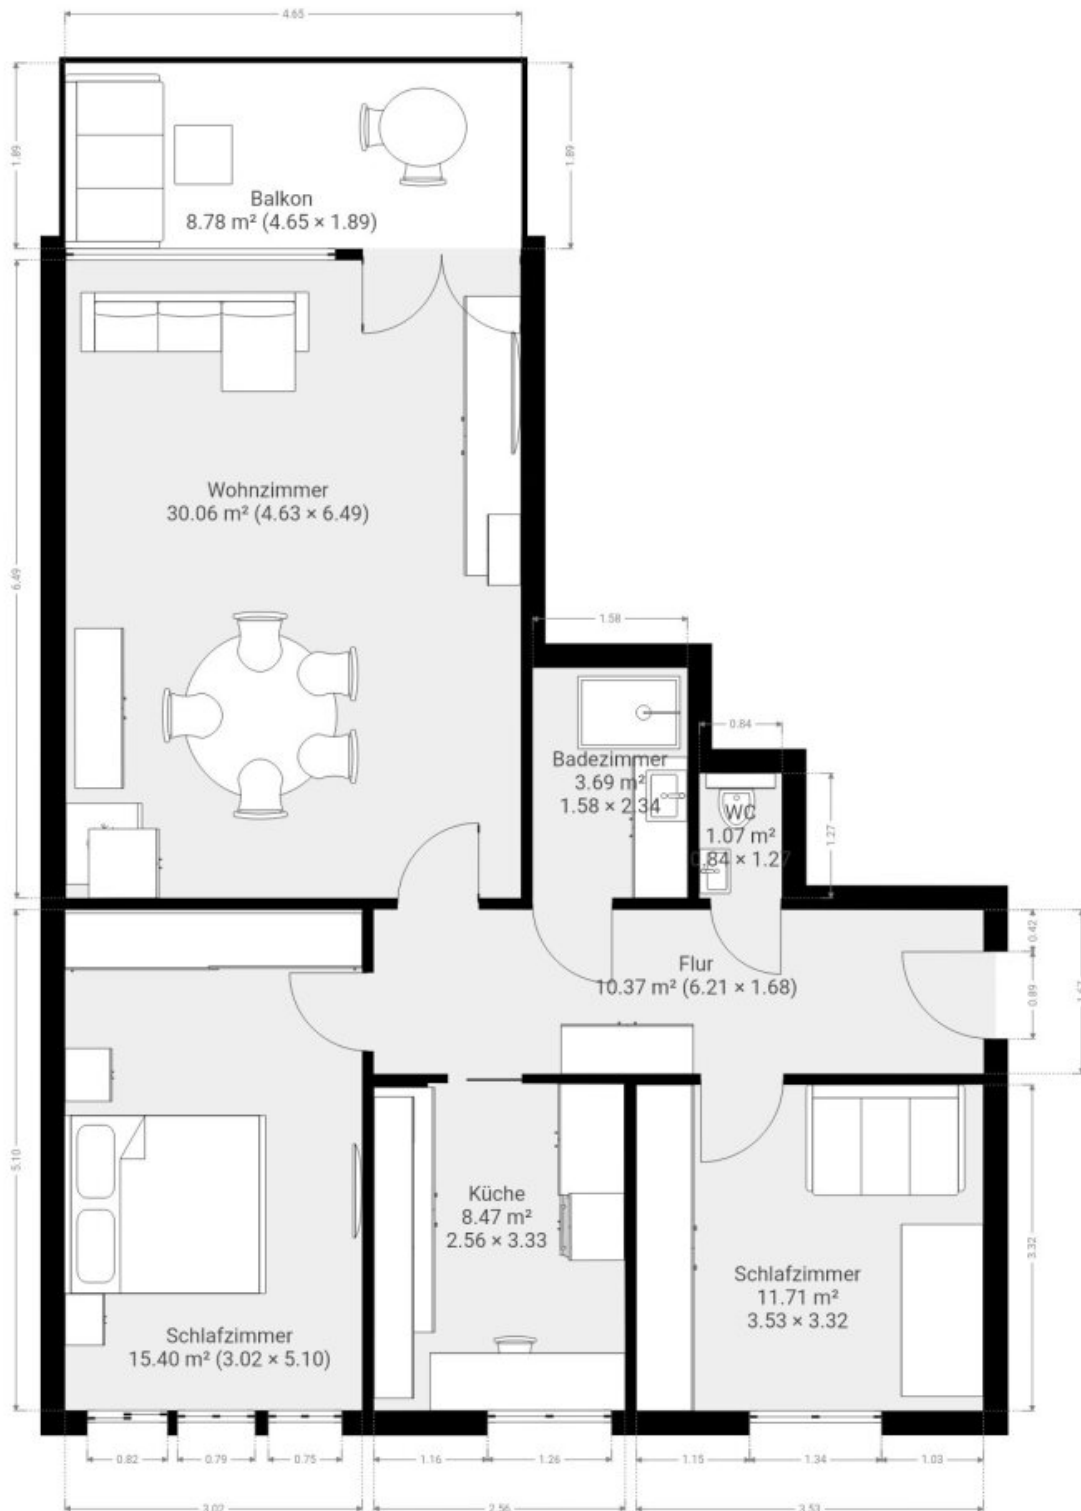 4.65
1.89
1.89
Balkon
8.78 m² (4.65 × 1.89)
Wohnzimmer
30.06 m² (4.63 × 6.49)
6.49
1.58
0.84
Badezimmer
3.69 m²
1.58 × 2.34
WC
1.07 m²
0.84 × 1.27
1.27
Flur
10.37 m² (6.21 × 1.68)
0.42
0.89
1.67
5.10
Küche
8.47 m²
2.56 × 3.33
Schlafzimmer
11.71 m²
3.53 × 3.32
3.32
Schlafzimmer
15.40 m² (3.02 × 5.10)
0.82
0.79
0.75
1.16
1.26
1.15
1.34
1.03
3.02
2.56
3.53